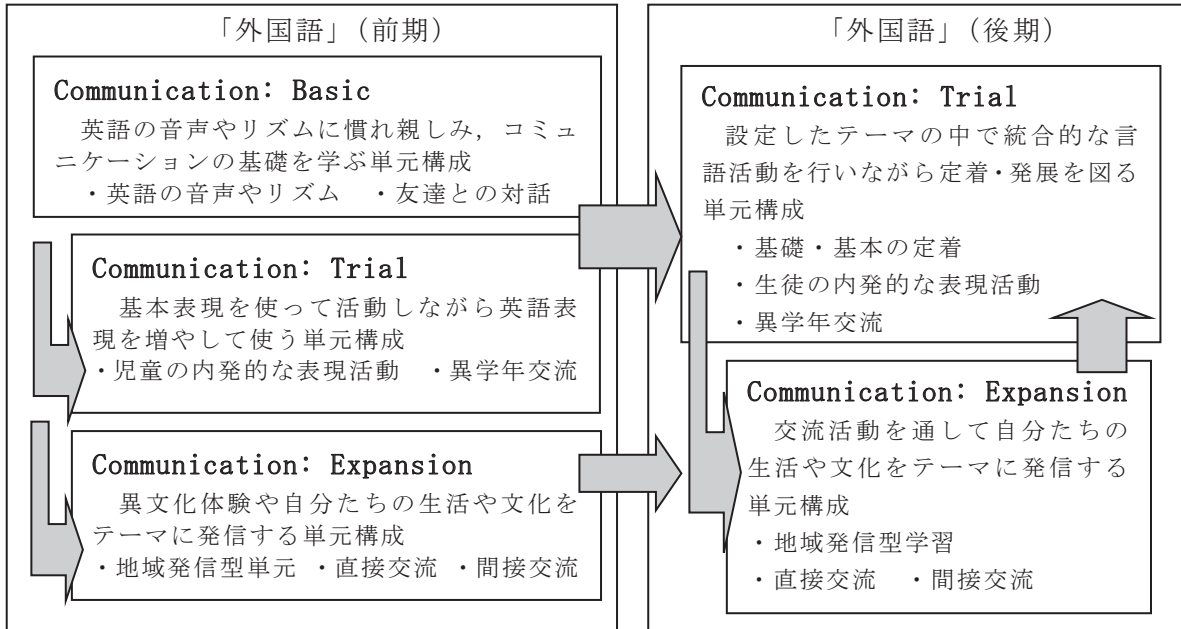 「外国語」(前期)
Communication: Basic
英語の音声やリズムに慣れ親しみ，コミュ
ニケーションの基礎を学ぶ単元構成
・英語の音声やリズム　・友達との対話
Communication: Trial
基本表現を使って活動しながら英語表
現を増やして使う単元構成
・児童の内発的な表現活動　・異学年交流
Communication: Expansion
異文化体験や自分たちの生活や文化を
テーマに発信する単元構成
・地域発信型単元　・直接交流　・間接交流
「外国語」(後期)
Communication: Trial
設定したテーマの中で統合的な言
語活動を行いながら定着・発展を図る
単元構成
・基礎・基本の定着
・生徒の内発的な表現活動
・異学年交流
Communication: Expansion
交流活動を通して自分たちの
生活や文化をテーマに発信する
単元構成
・地域発信型学習
・直接交流　・間接交流